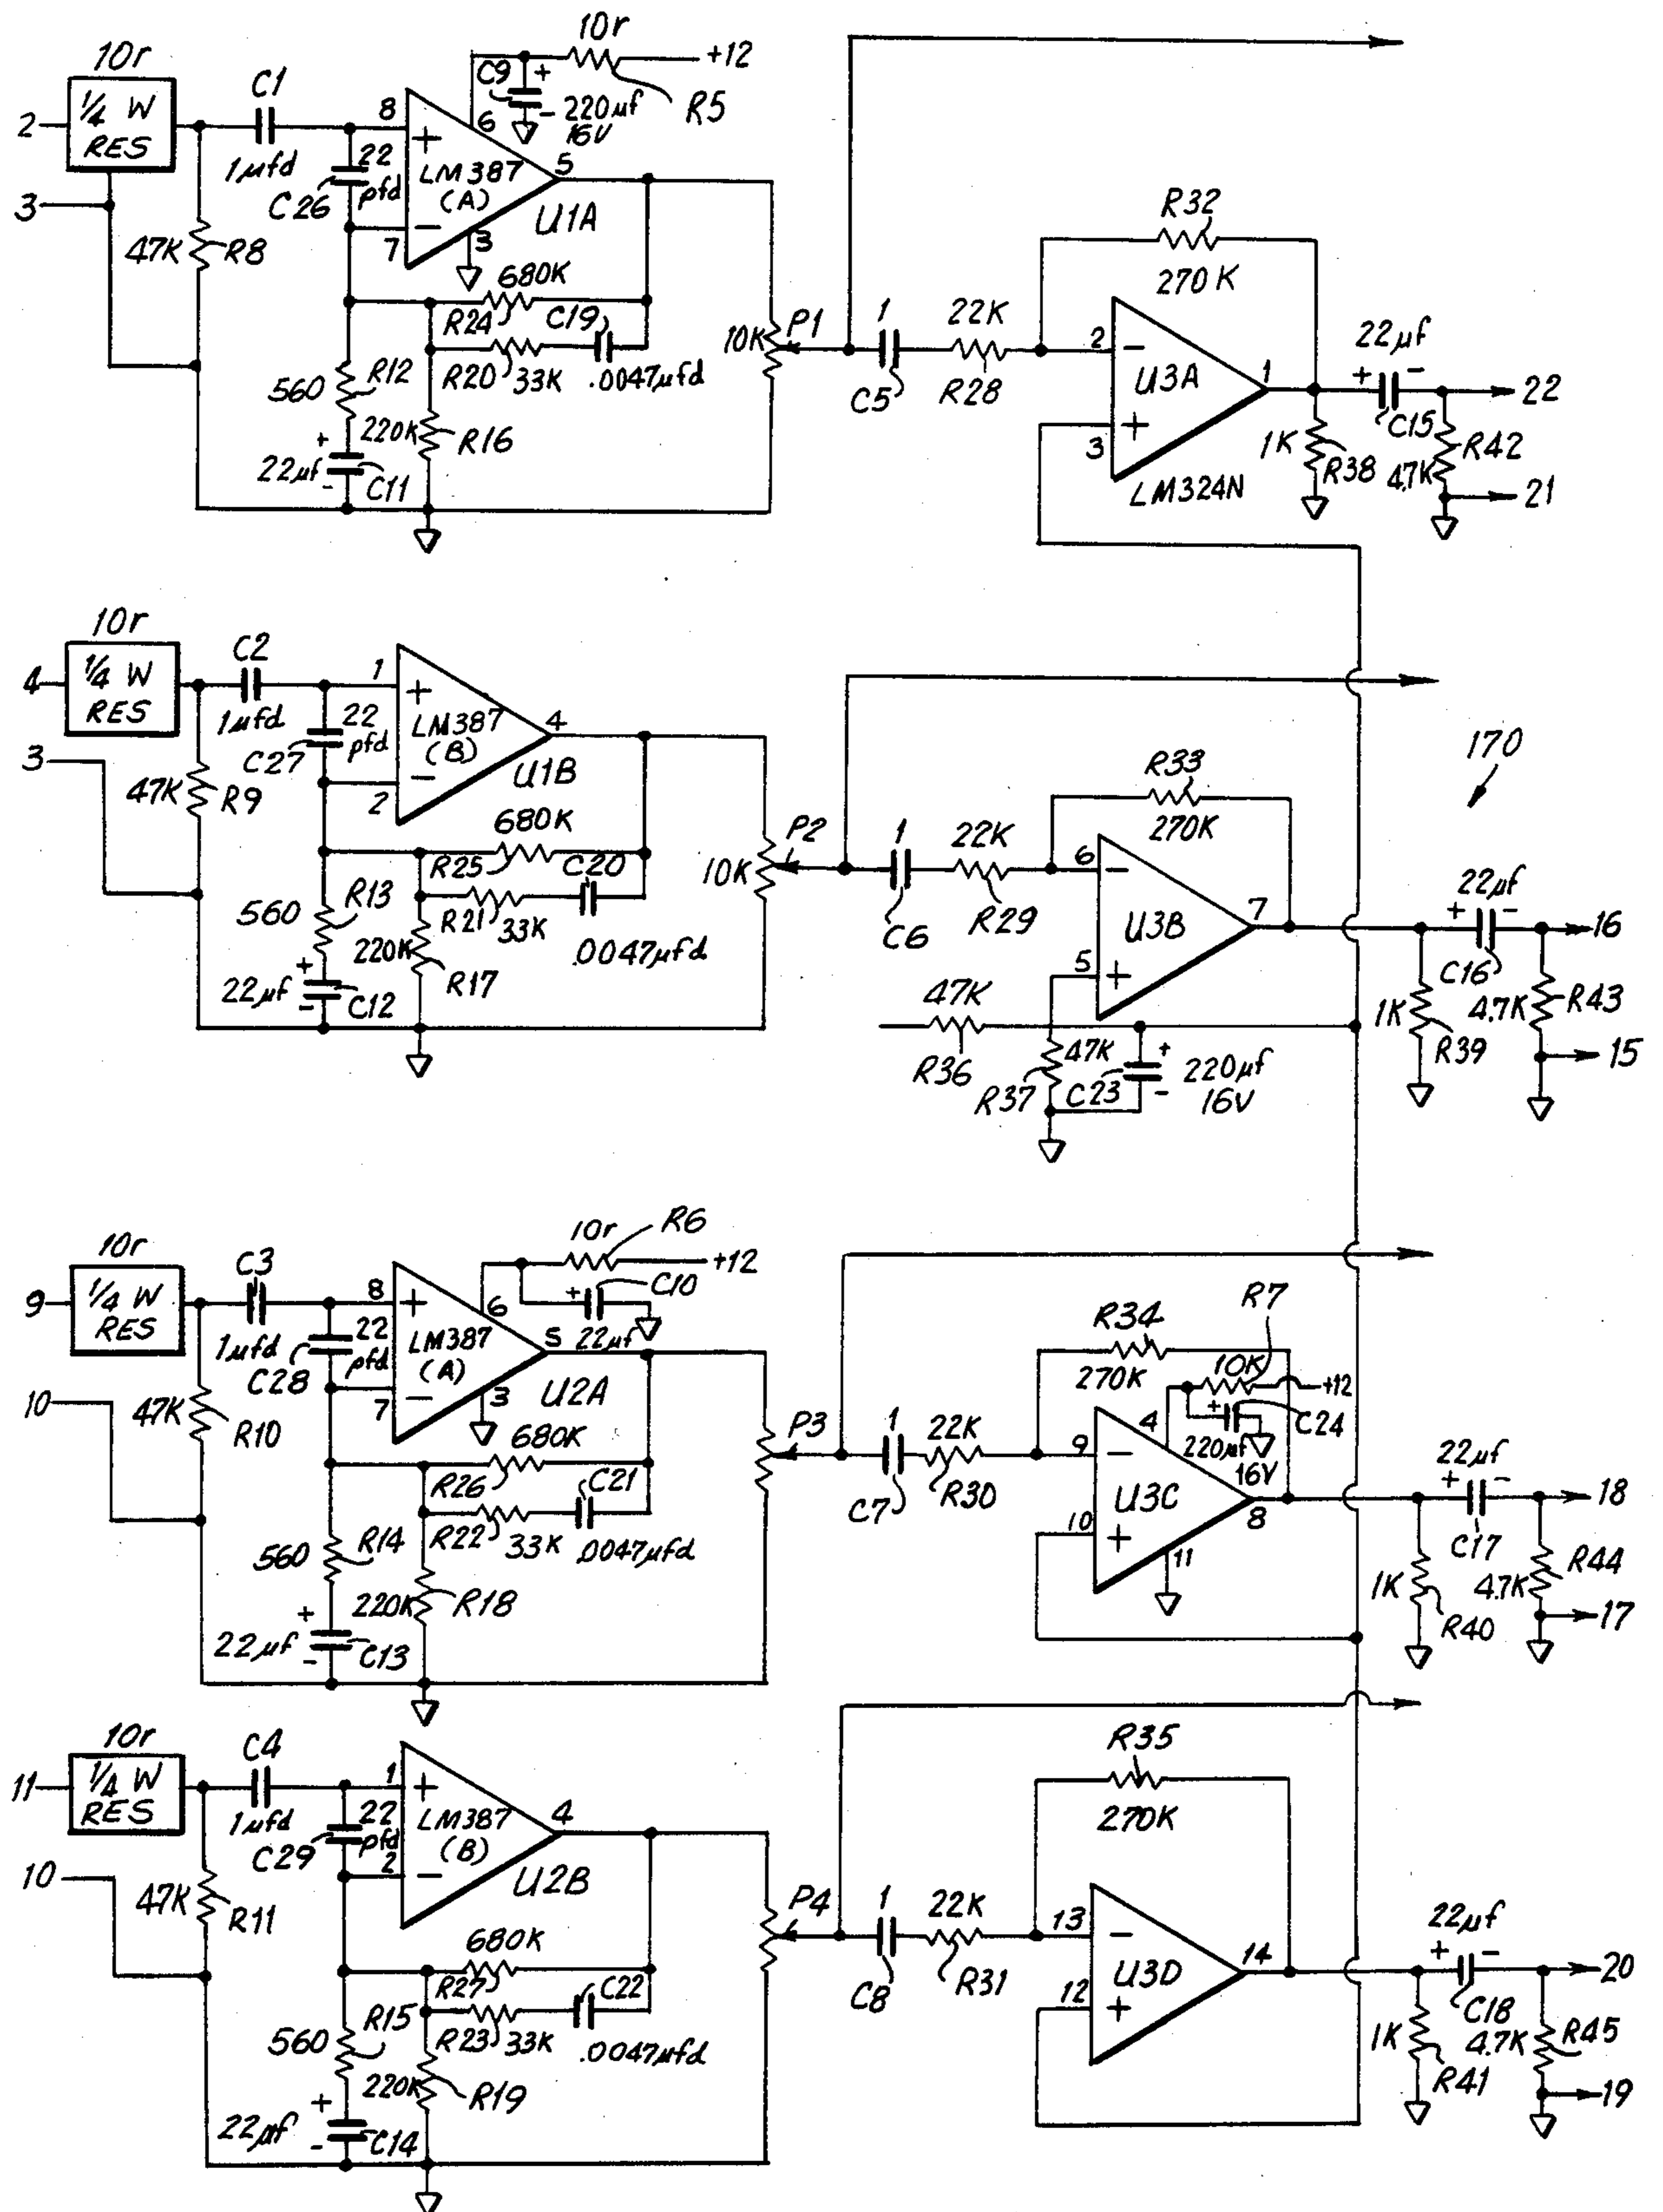 10r
1/4 W
RES
2
3
C1
1µfd
47K
R8
C26
22
pfd
8
+
LM387
(A)
7
−
6
3
5
U1A
C9
+
− 220µf
16V
10r
R5
+12
680K
R24
C19
R20
33K
.0047µfd
560
R12
220K
R16
+
22µf
-
C11
10K
P1
1
C5
22K
R28
R32
270K
2
−
U3A
3
+
1
LM324N
22µf
+
−
C15
22
1K
R38
4.7K
R42
21
10r
1/4 W
RES
4
3
C2
1µfd
47K
R9
C27
22
pfd
1
+
LM387
(B)
2
−
4
U1B
680K
R25
C20
R21
33K
.0047µfd
560
R13
220K
R17
+
22µf
−
C12
10K
P2
1
C6
22K
R29
R33
270K
6
−
U3B
5
+
7
47K
R36
47K
R37
C23
+
−
220µf
16V
170
22µf
+
−
C16
16
1K
R39
4.7K
R43
15
10r
1/4 W
RES
9
10
C3
1µfd
47K
R10
C28
22
pfd
8
+
LM387
(A)
7
−
6
3
5
U2A
10r
R6
+12
+
C10
22µf
680K
R26
C21
R22
33K
.0047µfd
560
R14
220K
R18
+
22µf
−
C13
P3
1
C7
22K
R30
R34
270K
R7
10K
+12
+
C24
220µf
16V
4
9
−
U3C
10
+
11
8
22µf
+
−
C17
18
1K
R40
4.7K
R44
17
10r
1/4 W
RES
11
10
C4
1µfd
47K
R11
C29
22
pfd
1
+
LM387
(B)
2
−
4
U2B
680K
R27
C22
R23
33K
.0047µfd
560
R15
220K
R19
+
22µf
-
C14
P4
1
C8
22K
R31
R35
270K
13
−
U3D
12
+
14
22µf
+
−
C18
20
1K
R41
4.7K
R45
19